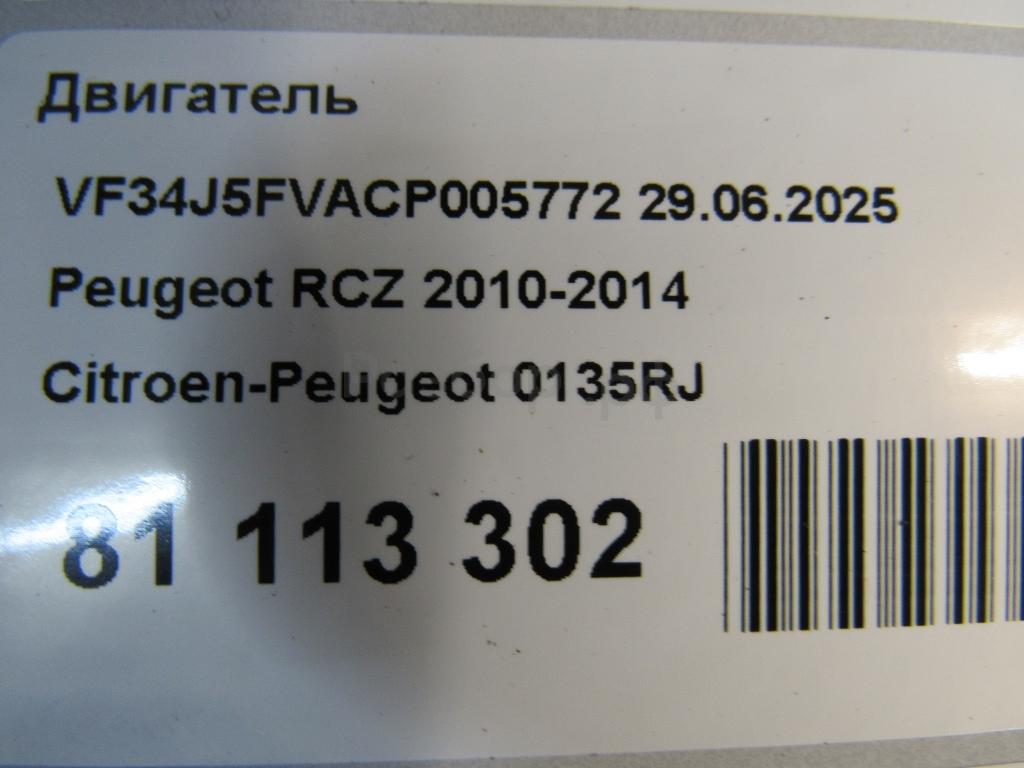 Двигатель
VF34J5FVACP005772 29.06.2025
Peugeot RCZ 2010-2014
Citroen-Peugeot 0135RJ
81 113 302